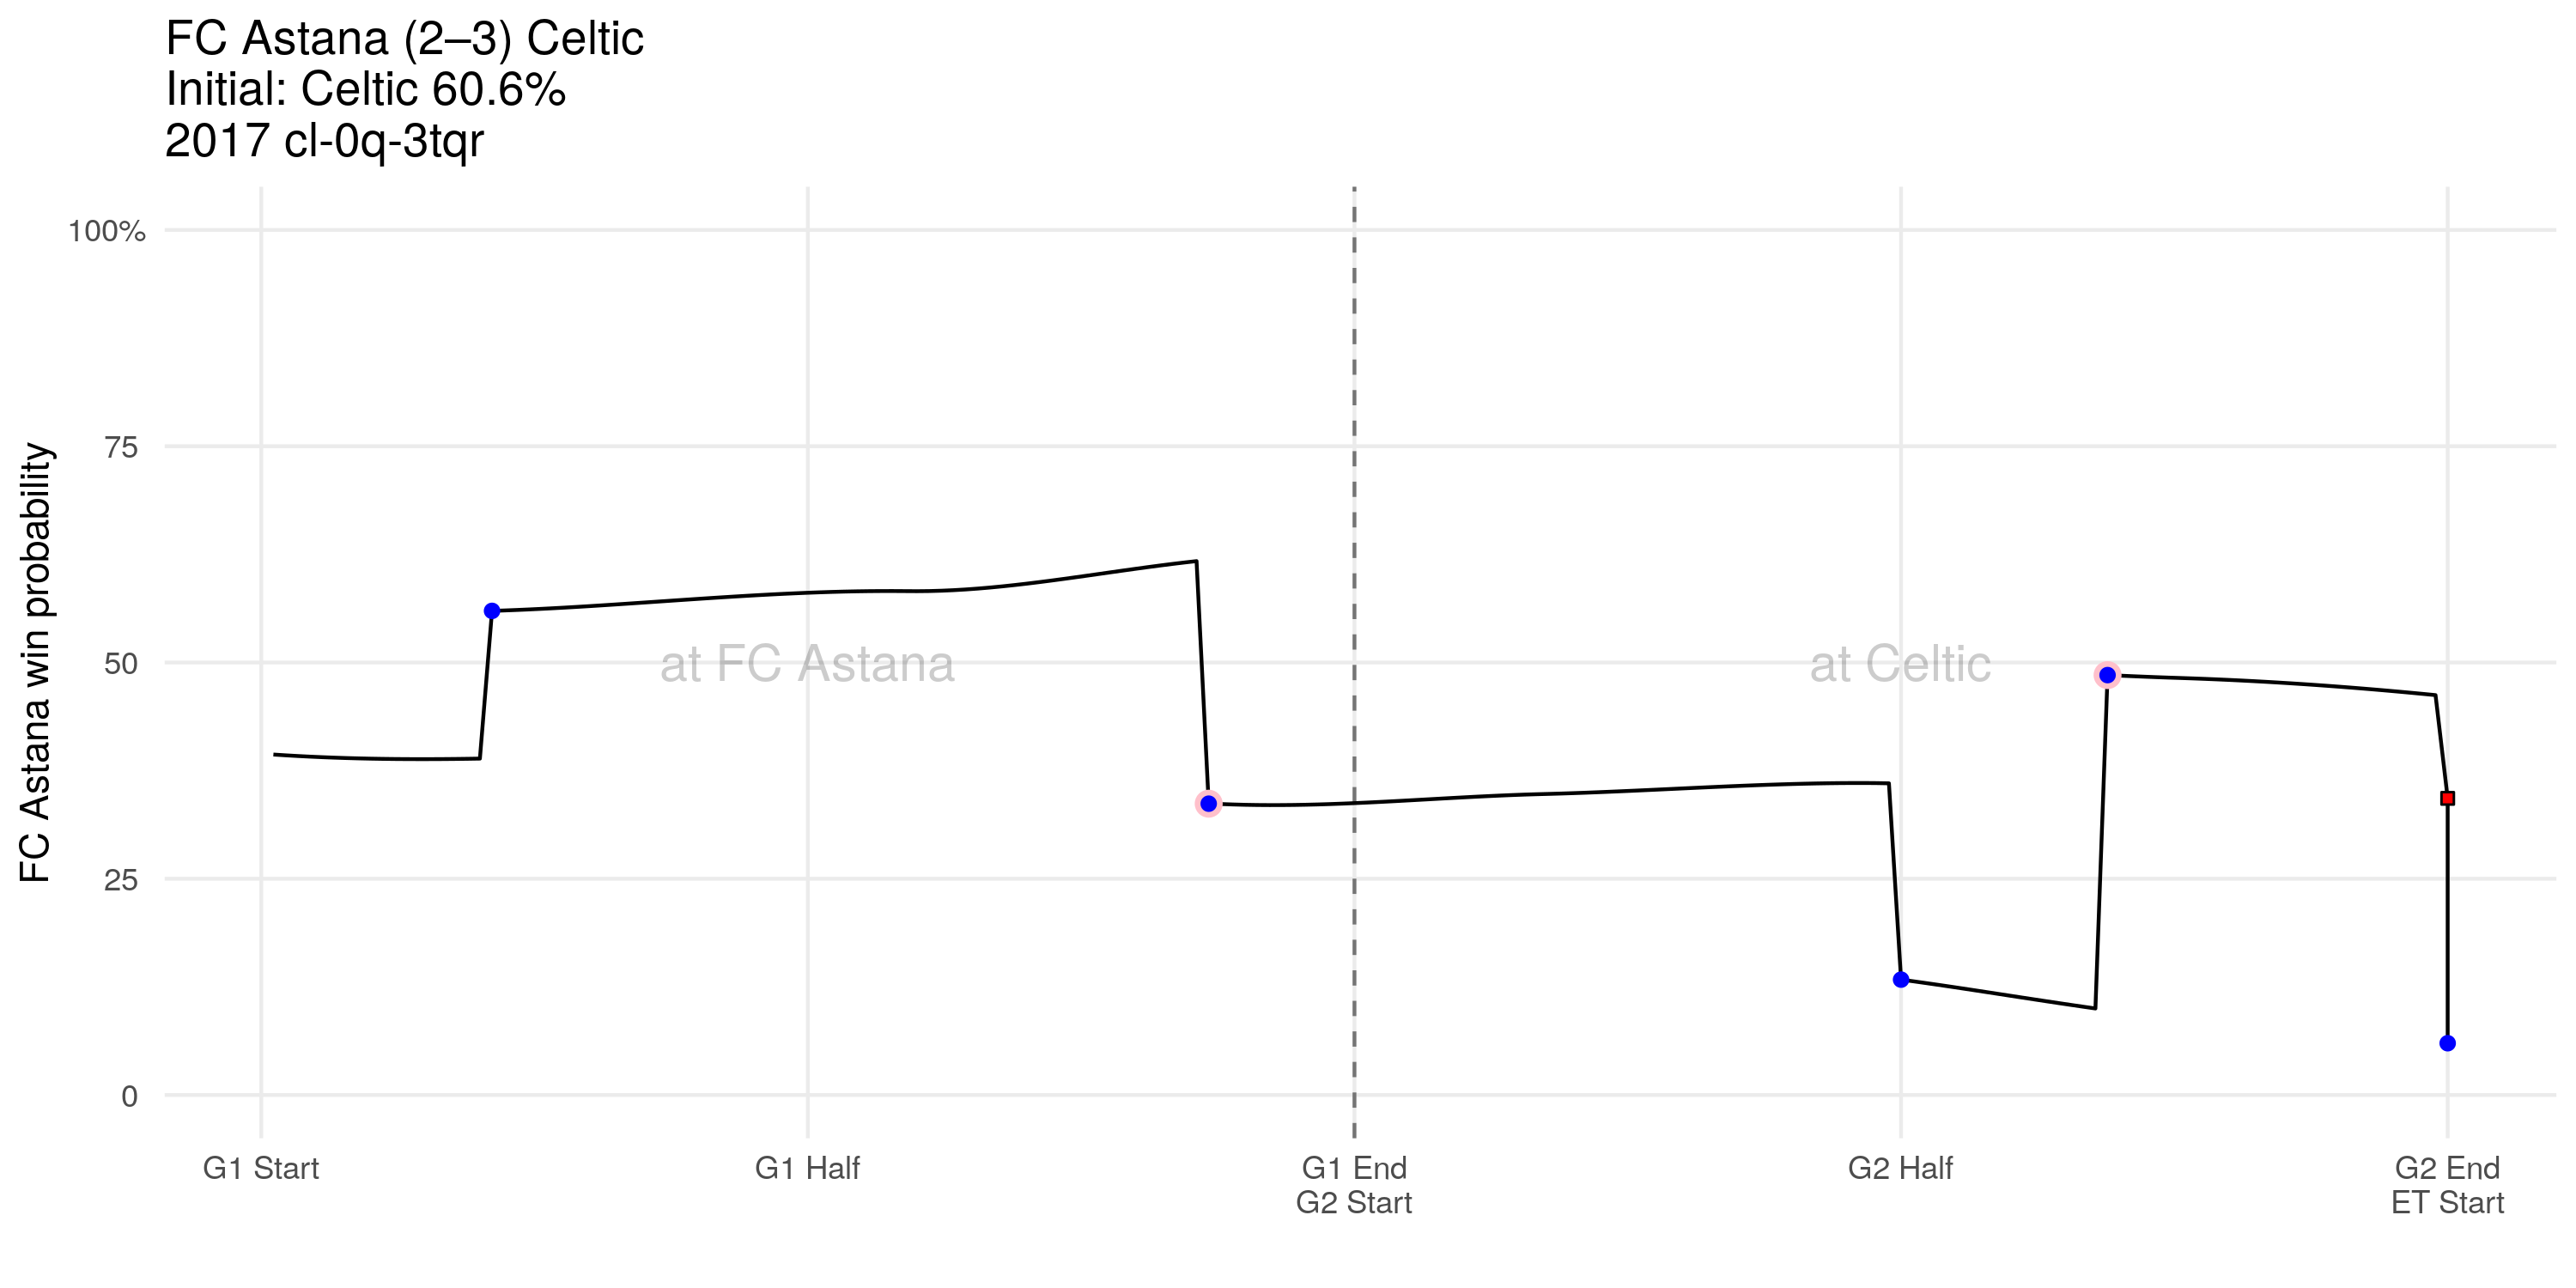 FC Astana (2–3) Celtic
Initial: Celtic 60.6%
2017 cl-0q-3tqr
FC Astana win probability
100%
75
50
25
0
at FC Astana
at Celtic
G1 Start
G1 Half
G1 End
G2 Start
G2 Half
G2 End
ET Start